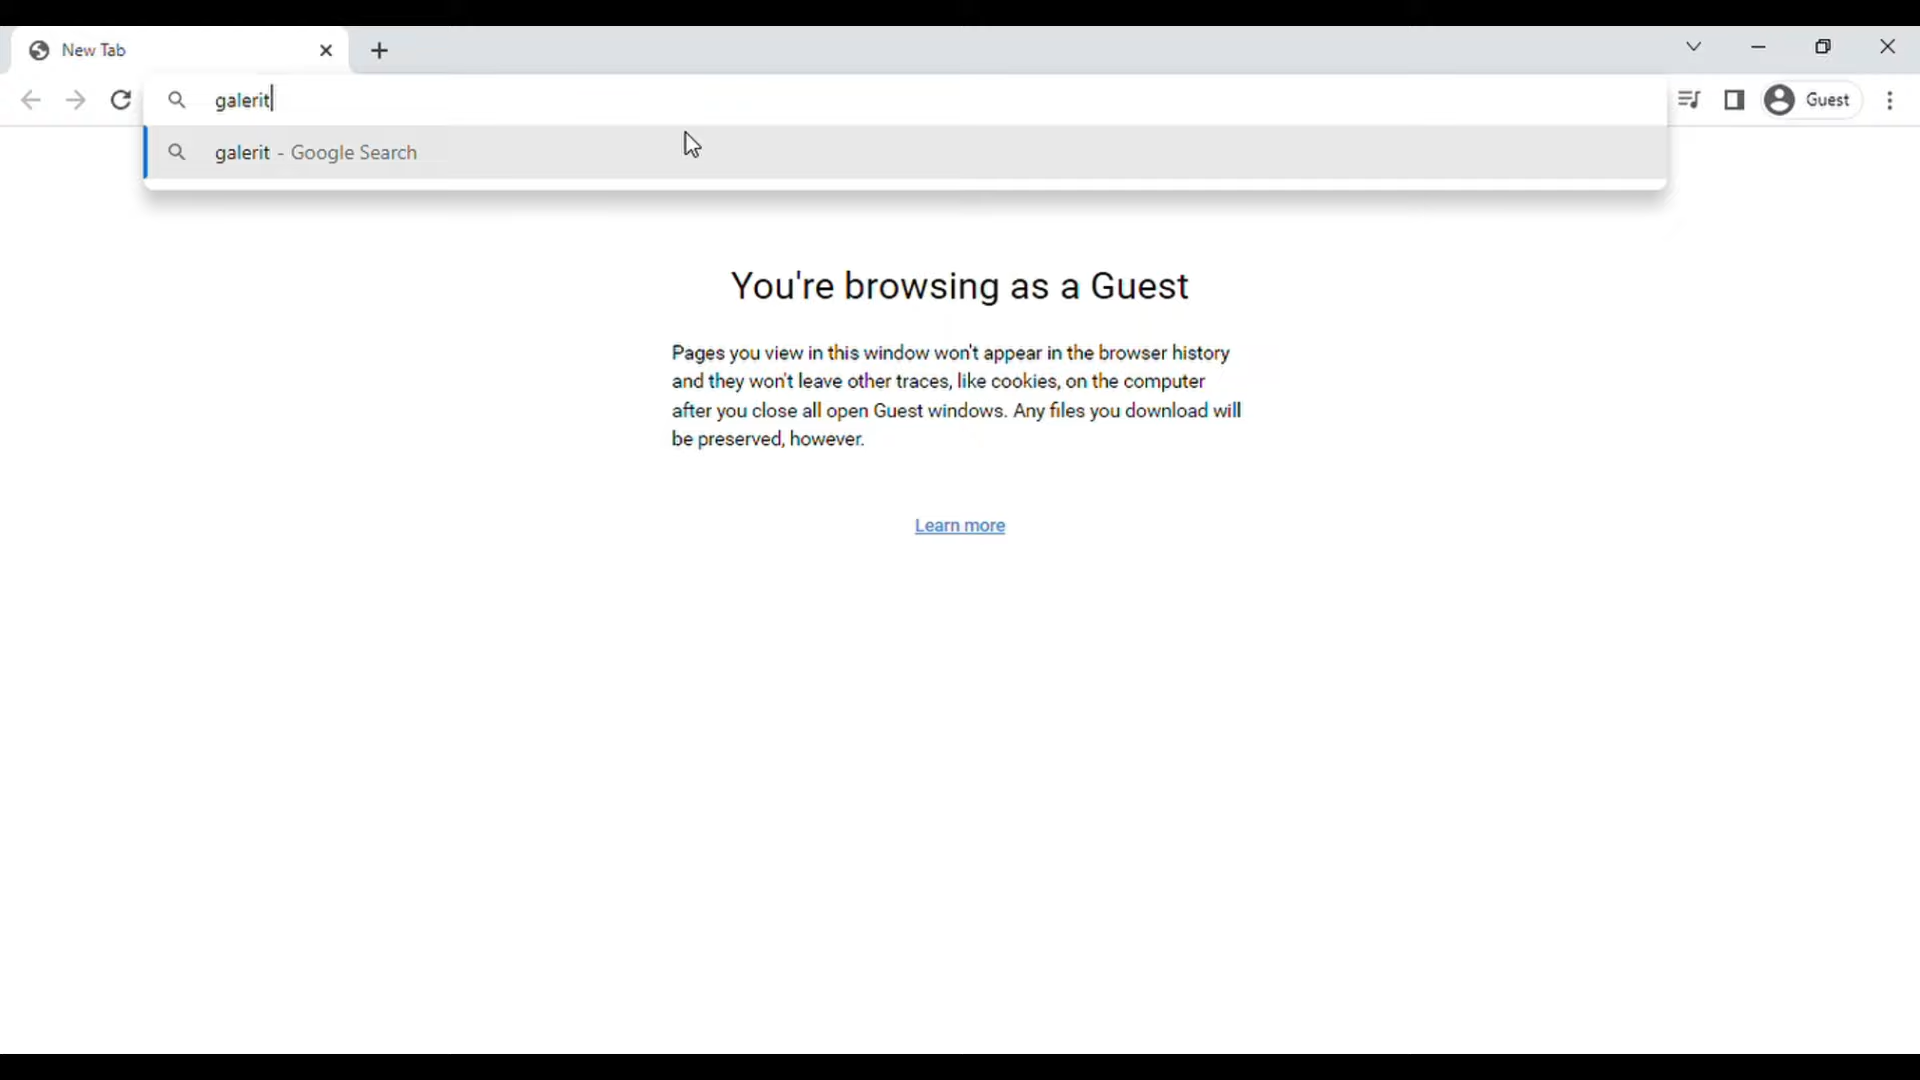 New Tab
galerit
Guest
galerit - Google Search
You're browsing as a Guest
Pages you view in this window won't appear in the browser history
and they won't leave other traces, like cookies, on the computer
after you close all open Guest windows. Any files you download will
be preserved, however.
Learn more